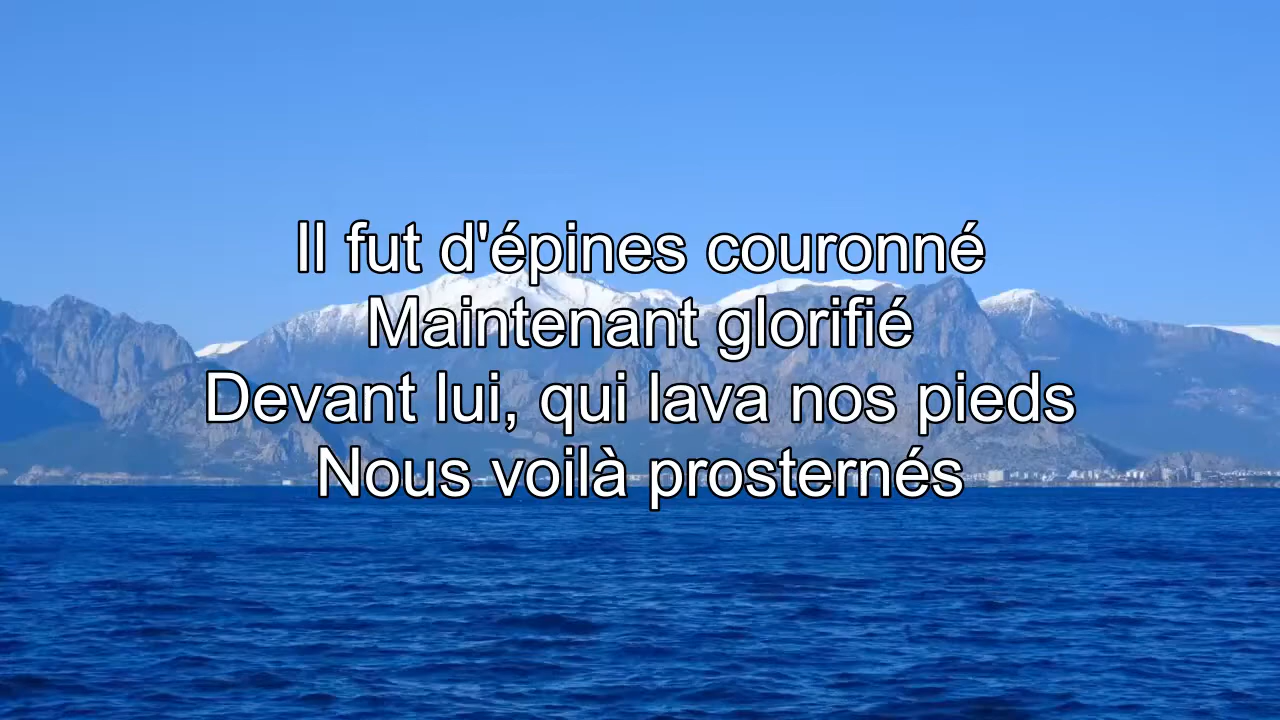 Il fut d'épines couronné
Maintenant glorifié
Devant lui, qui lava nos pieds
Nous voilà prosternés